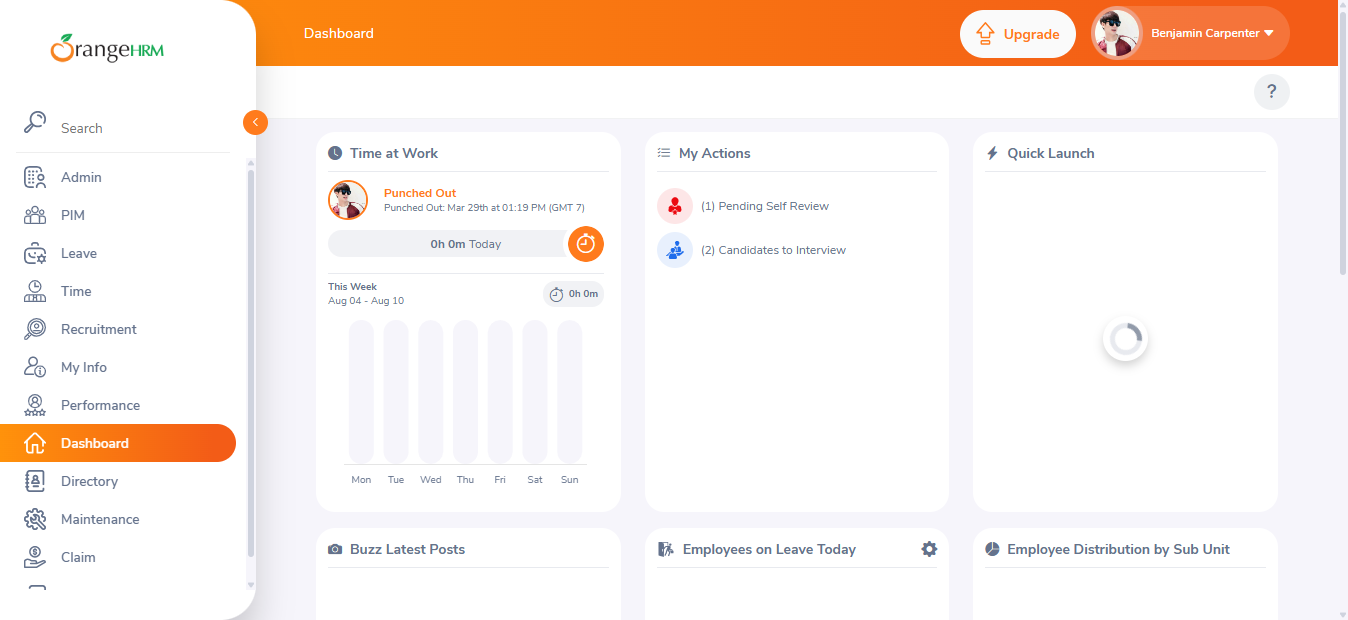 OrangeHRM
Search
Admin
PIM
Leave
Time
Recruitment
My Info
Performance
Dashboard
Directory
Maintenance
Claim
Dashboard
Upgrade
Benjamin Carpenter
?
Time at Work
Punched Out
Punched Out: Mar 29th at 01:19 PM (GMT 7)
0h 0m Today
This Week
Aug 04 - Aug 10
0h 0m
Mon Tue Wed Thu Fri Sat Sun
My Actions
(1) Pending Self Review
(2) Candidates to Interview
Quick Launch
Buzz Latest Posts
Employees on Leave Today
Employee Distribution by Sub Unit